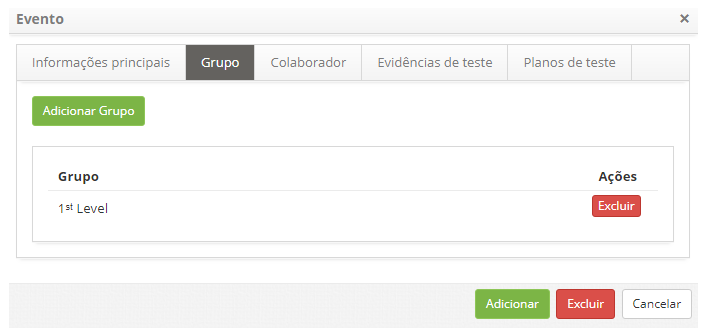 Evento ×
Informações principais Grupo Colaborador Evidências de teste Planos de teste
Adicionar Grupo
Grupo Ações
1ˢᵗ Level Excluir
Adicionar Excluir Cancelar